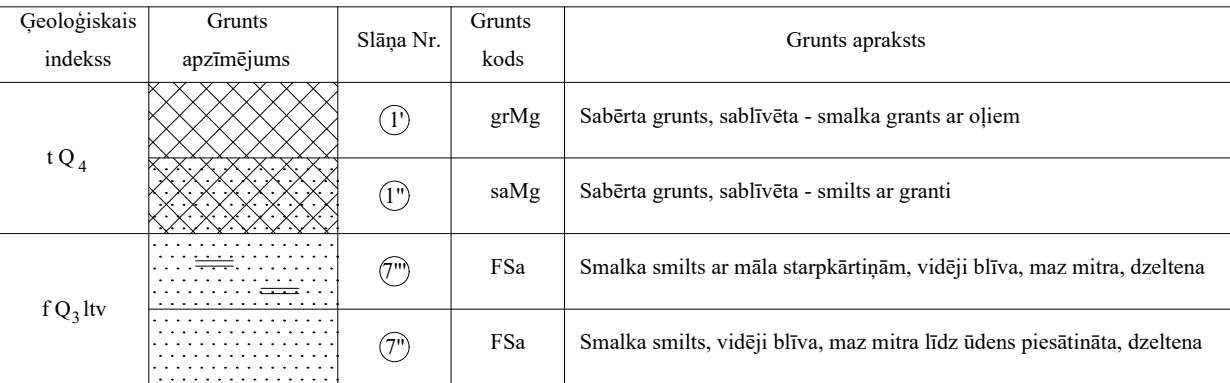 Ģeoloģiskais indekss
Grunts apzīmējums
Slāņa Nr.
Grunts kods
Grunts apraksts
t Q 4
1' grMg Sabērta grunts, sablīvēta - smalka grants ar oļiem
1" saMg Sabērta grunts, sablīvēta - smilts ar granti
f Q3 ltv
7"' FSa Smalka smilts ar māla starpkārtiņām, vidēji blīva, maz mitra, dzeltena
7" FSa Smalka smilts, vidēji blīva, maz mitra līdz ūdens piesātināta, dzeltena